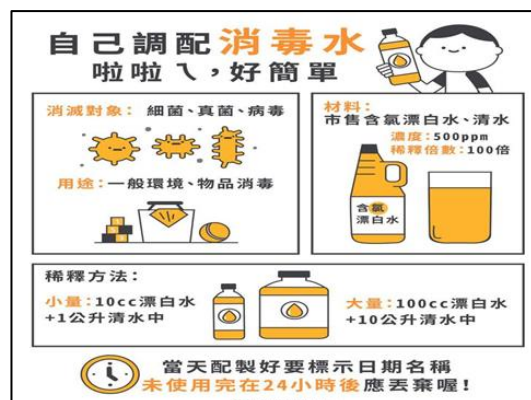 自己調配消毒水
啦啦ㄟ，好簡單
消滅對象：細菌、真菌、病毒
用途：一般環境、物品消毒
材料：
市售含氯漂白水、清水
濃度：500ppm
稀釋倍數：100倍
含氯
漂白水
稀釋方法：
小量：10cc漂白水
+1公升清水中
大量：100cc漂白水
+10公升清水中
當天配製好要標示日期名稱
未使用完在24小時後應丟棄喔！